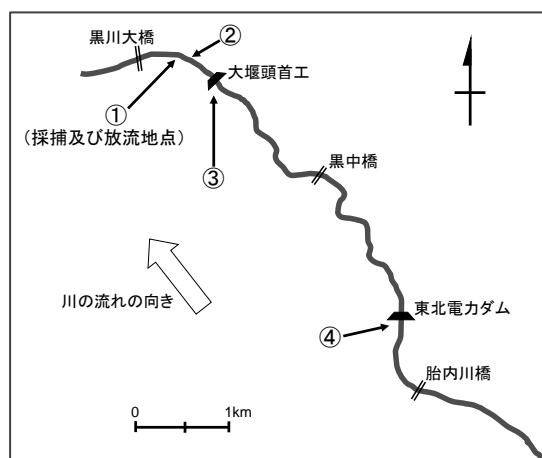 黒川大橋
②
大堰頭首工
①
(採捕及び放流地点)
③
黒中橋
川の流れの向き
東北電力ダム
④
胎内川橋
0
1km